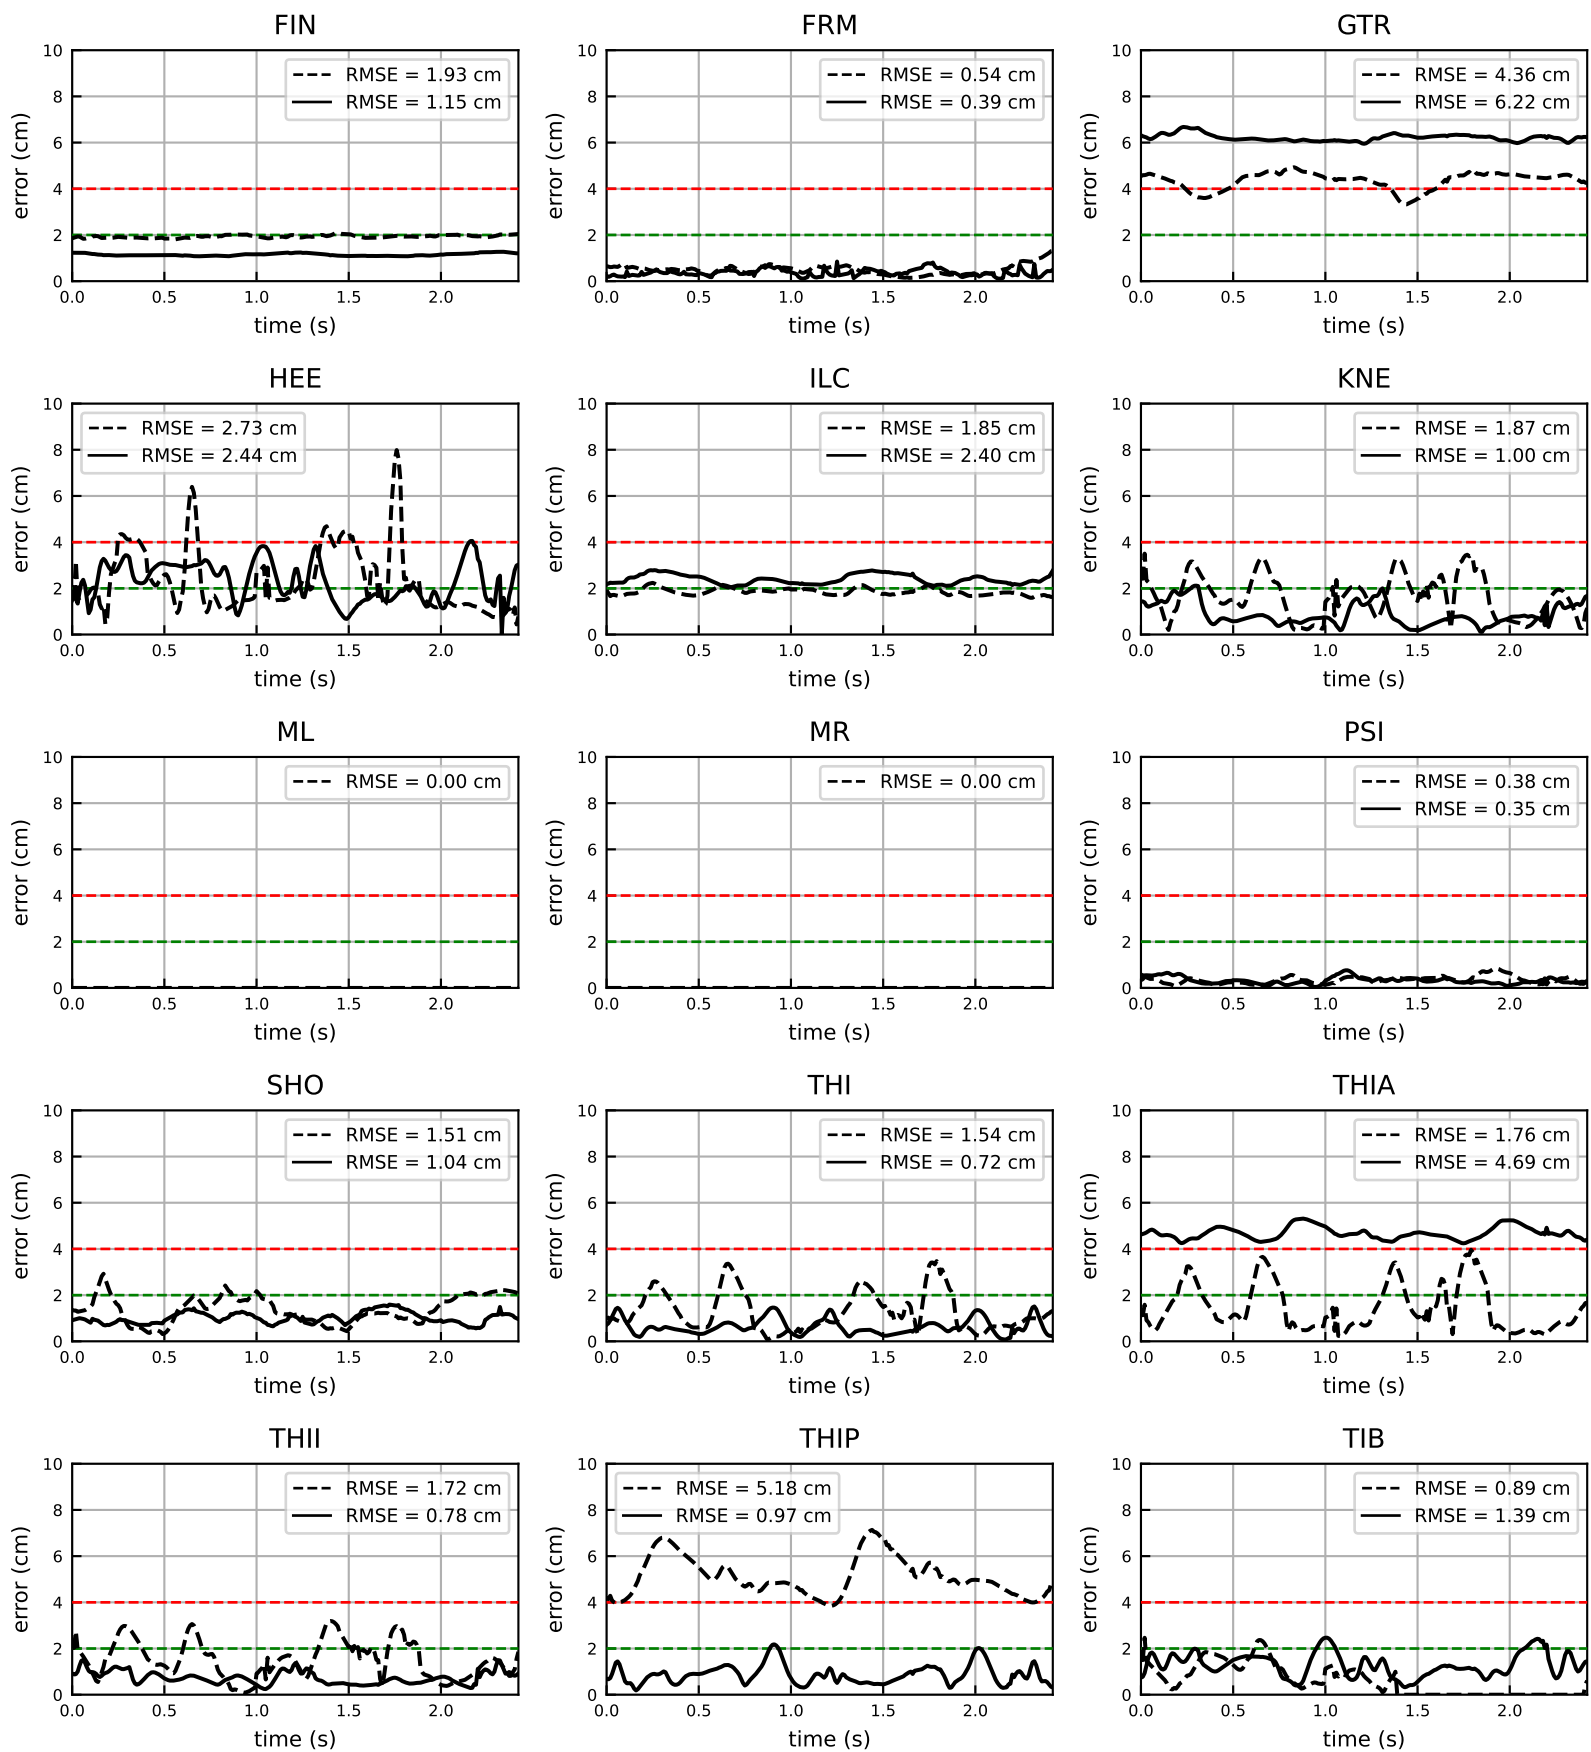 FIN
FRM
GTR
10
8
6
4
2
0
error (cm)
RMSE = 1.93 cm
RMSE = 1.15 cm
0.0 0.5 1.0 1.5 2.0
time (s)
10
8
6
4
2
0
error (cm)
RMSE = 0.54 cm
RMSE = 0.39 cm
0.0 0.5 1.0 1.5 2.0
time (s)
10
8
6
4
2
0
error (cm)
RMSE = 4.36 cm
RMSE = 6.22 cm
0.0 0.5 1.0 1.5 2.0
time (s)
HEE
ILC
KNE
10
8
6
4
2
0
error (cm)
RMSE = 2.73 cm
RMSE = 2.44 cm
0.0 0.5 1.0 1.5 2.0
time (s)
10
8
6
4
2
0
error (cm)
RMSE = 1.85 cm
RMSE = 2.40 cm
0.0 0.5 1.0 1.5 2.0
time (s)
10
8
6
4
2
0
error (cm)
RMSE = 1.87 cm
RMSE = 1.00 cm
0.0 0.5 1.0 1.5 2.0
time (s)
ML
MR
PSI
10
8
6
4
2
0
error (cm)
RMSE = 0.00 cm
0.0 0.5 1.0 1.5 2.0
time (s)
10
8
6
4
2
0
error (cm)
RMSE = 0.00 cm
0.0 0.5 1.0 1.5 2.0
time (s)
10
8
6
4
2
0
error (cm)
RMSE = 0.38 cm
RMSE = 0.35 cm
0.0 0.5 1.0 1.5 2.0
time (s)
SHO
THI
THIA
10
8
6
4
2
0
error (cm)
RMSE = 1.51 cm
RMSE = 1.04 cm
0.0 0.5 1.0 1.5 2.0
time (s)
10
8
6
4
2
0
error (cm)
RMSE = 1.54 cm
RMSE = 0.72 cm
0.0 0.5 1.0 1.5 2.0
time (s)
10
8
6
4
2
0
error (cm)
RMSE = 1.76 cm
RMSE = 4.69 cm
0.0 0.5 1.0 1.5 2.0
time (s)
THII
THIP
TIB
10
8
6
4
2
0
error (cm)
RMSE = 1.72 cm
RMSE = 0.78 cm
0.0 0.5 1.0 1.5 2.0
time (s)
10
8
6
4
2
0
error (cm)
RMSE = 5.18 cm
RMSE = 0.97 cm
0.0 0.5 1.0 1.5 2.0
time (s)
10
8
6
4
2
0
error (cm)
RMSE = 0.89 cm
RMSE = 1.39 cm
0.0 0.5 1.0 1.5 2.0
time (s)